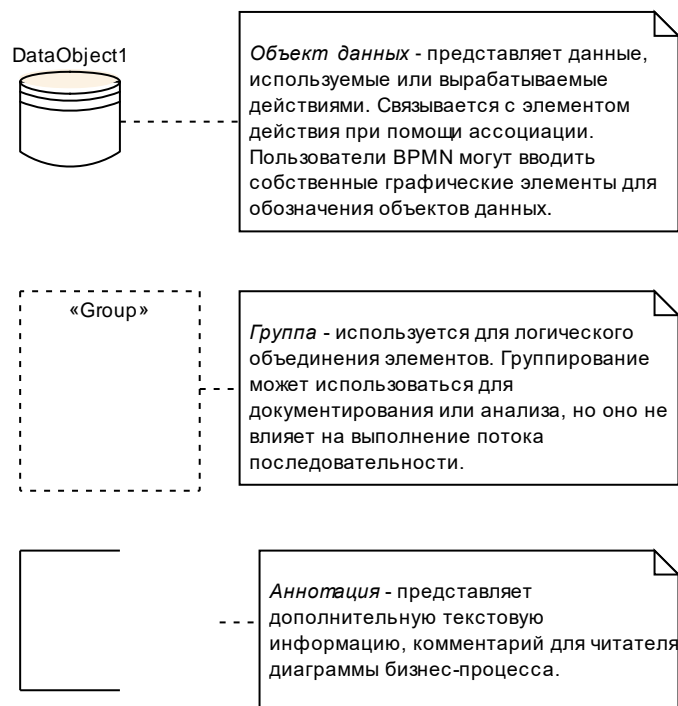 DataObject1
Объект данных - представляет данные,
используемые или вырабатываемые
действиями. Связывается с элементом
действия при помощи ассоциации.
Пользователи BPMN могут вводить
собственные графические элементы для
обозначения объектов данных.
«Group»
Группа - используется для логического
объединения элементов. Группирование
может использоваться для
документирования или анализа, но оно не
влияет на выполнение потока
последовательности.
Аннотация - представляет
дополнительную текстовую
информацию, комментарий для читателя
диаграммы бизнес-процесса.